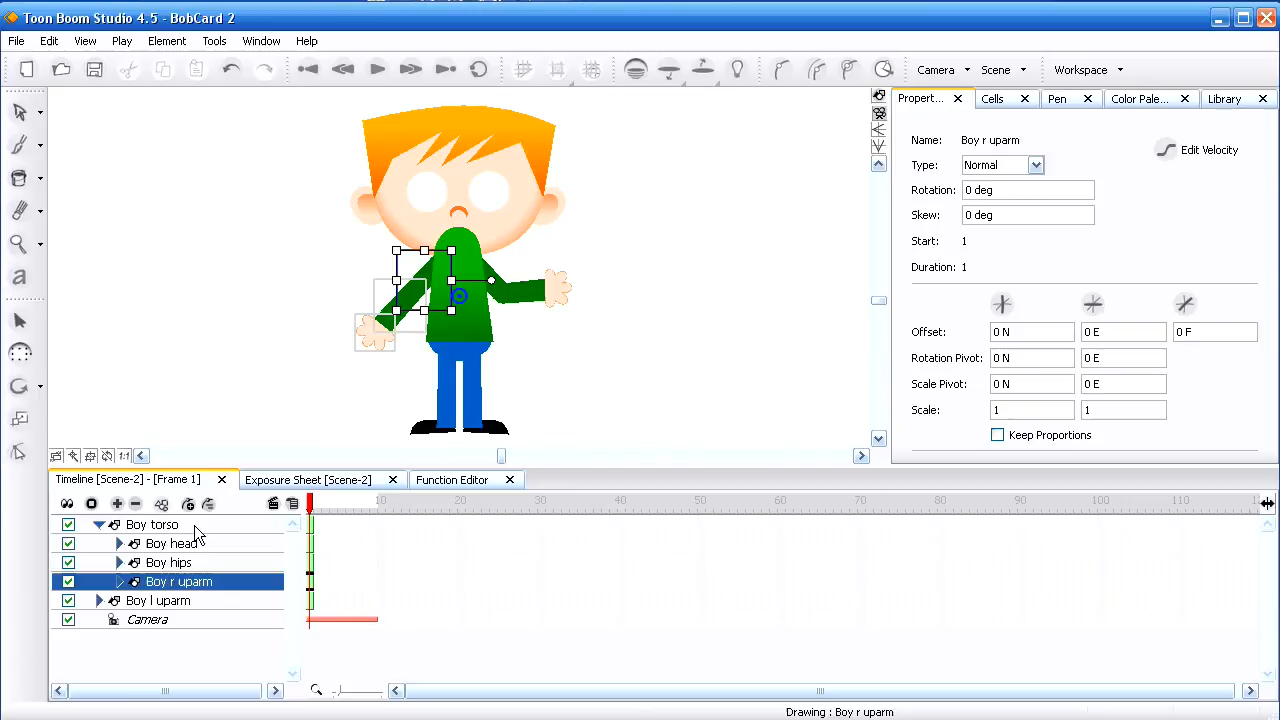 Toon Boom Studio 4.5 - BobCard 2
File Edit View Play Element Tools Window Help
Camera Scene Workspace
Propert... Cells Pen Color Pale... Library
Name: Boy r uparm
Edit Velocity
Type: Normal
Rotation: 0 deg
Skew: 0 deg
Start: 1
Duration: 1
Offset: 0 N 0 E 0 F
Rotation Pivot: 0 N 0 E
Scale Pivot: 0 N 0 E
Scale: 1 1
Keep Proportions
1:1
Timeline [Scene-2] - [Frame 1] Exposure Sheet [Scene-2] Function Editor
10 20 30 40 50 60 70 80 90 100 110
Boy torso
Boy head
Boy hips
Boy r uparm
Boy l uparm
Camera
Drawing : Boy r uparm